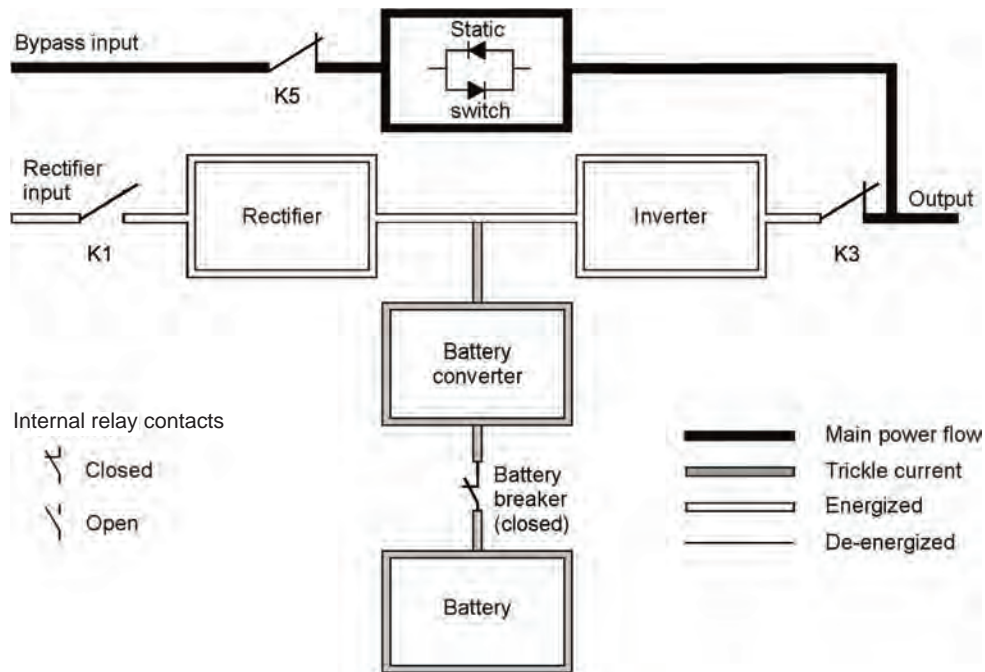 Bypass input
Static
switch
K5
Rectifier
input
Rectifier
Inverter
Output
K1
K3
Battery
converter
Internal relay contacts
Closed
Open
Battery
breaker
(closed)
Battery
Main power flow
Trickle current
Energized
De-energized